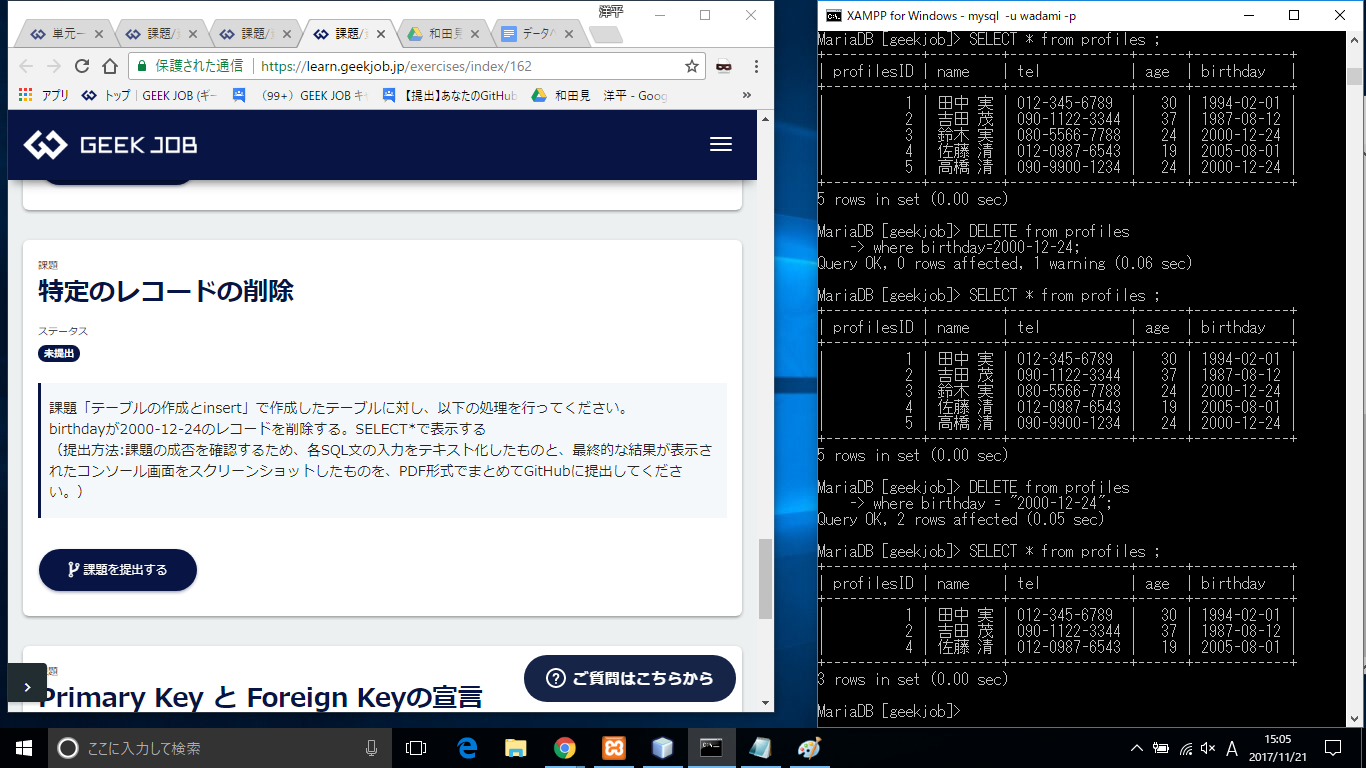 洋平
単元一
課題/
課題/
課題/
和田見
データ
保護された通信
https://learn.geekjob.jp/exercises/index/162
アプリ
トップ | GEEK JOB (ギー
(99+) GEEK JOB キ
【提出】あなたのGitHub
和田見　洋平 - Goog
»
GEEK JOB
課題
特定のレコードの削除
ステータス
未提出
課題「テーブルの作成とinsert」で作成したテーブルに対し、以下の処理を行ってください。
birthdayが2000-12-24のレコードを削除する。SELECT*で表示する
（提出方法:課題の成否を確認するため、各SQL文の入力をテキスト化したものと、最終的な結果が表示さ
れたコンソール画面をスクリーンショットしたものを、PDF形式でまとめてGitHubに提出してくださ
い。）
課題を提出する
ご質問はこちらから
Primary Key と Foreign Keyの宣言
XAMPP for Windows - mysql -u wadami -p
MariaDB [geekjob]> SELECT * from profiles ;
+------------+--------+---------------+------+------------+
| profilesID | name | tel | age | birthday |
+------------+--------+---------------+------+------------+
| 1 | 田中 実 | 012-345-6789 | 30 | 1994-02-01 |
| 2 | 吉田 茂 | 090-1122-3344 | 37 | 1987-08-12 |
| 3 | 鈴木 実 | 080-5566-7788 | 24 | 2000-12-24 |
| 4 | 佐藤 清 | 012-0987-6543 | 19 | 2005-08-01 |
| 5 | 高橋 清 | 090-9900-1234 | 24 | 2000-12-24 |
+------------+--------+---------------+------+------------+
5 rows in set (0.00 sec)
MariaDB [geekjob]> DELETE from profiles
-> where birthday=2000-12-24;
Query OK, 0 rows affected, 1 warning (0.06 sec)
MariaDB [geekjob]> SELECT * from profiles ;
+------------+--------+---------------+------+------------+
| profilesID | name | tel | age | birthday |
+------------+--------+---------------+------+------------+
| 1 | 田中 実 | 012-345-6789 | 30 | 1994-02-01 |
| 2 | 吉田 茂 | 090-1122-3344 | 37 | 1987-08-12 |
| 3 | 鈴木 実 | 080-5566-7788 | 24 | 2000-12-24 |
| 4 | 佐藤 清 | 012-0987-6543 | 19 | 2005-08-01 |
| 5 | 高橋 清 | 090-9900-1234 | 24 | 2000-12-24 |
+------------+--------+---------------+------+------------+
5 rows in set (0.00 sec)
MariaDB [geekjob]> DELETE from profiles
-> where birthday = "2000-12-24";
Query OK, 2 rows affected (0.05 sec)
MariaDB [geekjob]> SELECT * from profiles ;
+------------+--------+---------------+------+------------+
| profilesID | name | tel | age | birthday |
+------------+--------+---------------+------+------------+
| 1 | 田中 実 | 012-345-6789 | 30 | 1994-02-01 |
| 2 | 吉田 茂 | 090-1122-3344 | 37 | 1987-08-12 |
| 4 | 佐藤 清 | 012-0987-6543 | 19 | 2005-08-01 |
+------------+--------+---------------+------+------------+
3 rows in set (0.00 sec)
MariaDB [geekjob]>
ここに入力して検索
A
15:05
2017/11/21